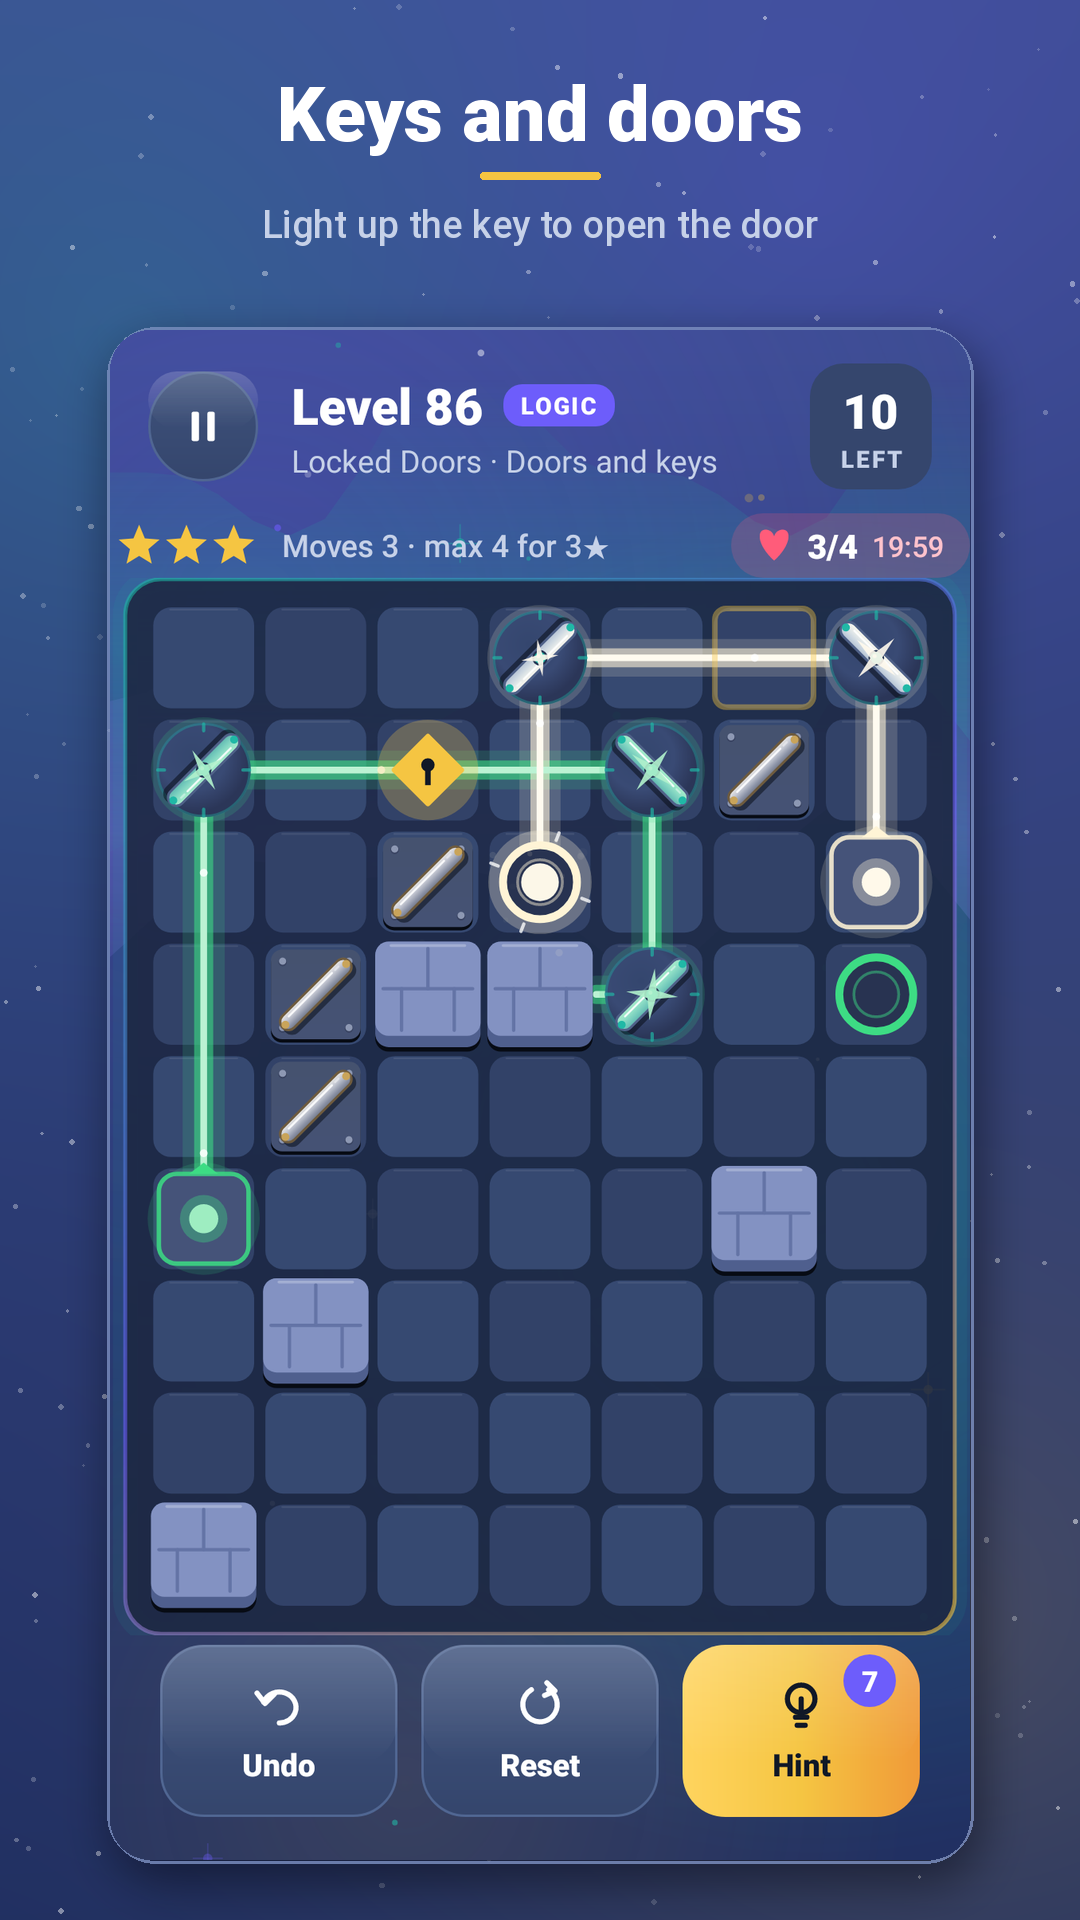 Keys and doors
Light up the key to open the door
Level 86 LOGIC
Locked Doors · Doors and keys
10
LEFT
Moves 3 · max 4 for 3★
3/4 19:59
Undo
Reset
Hint
7